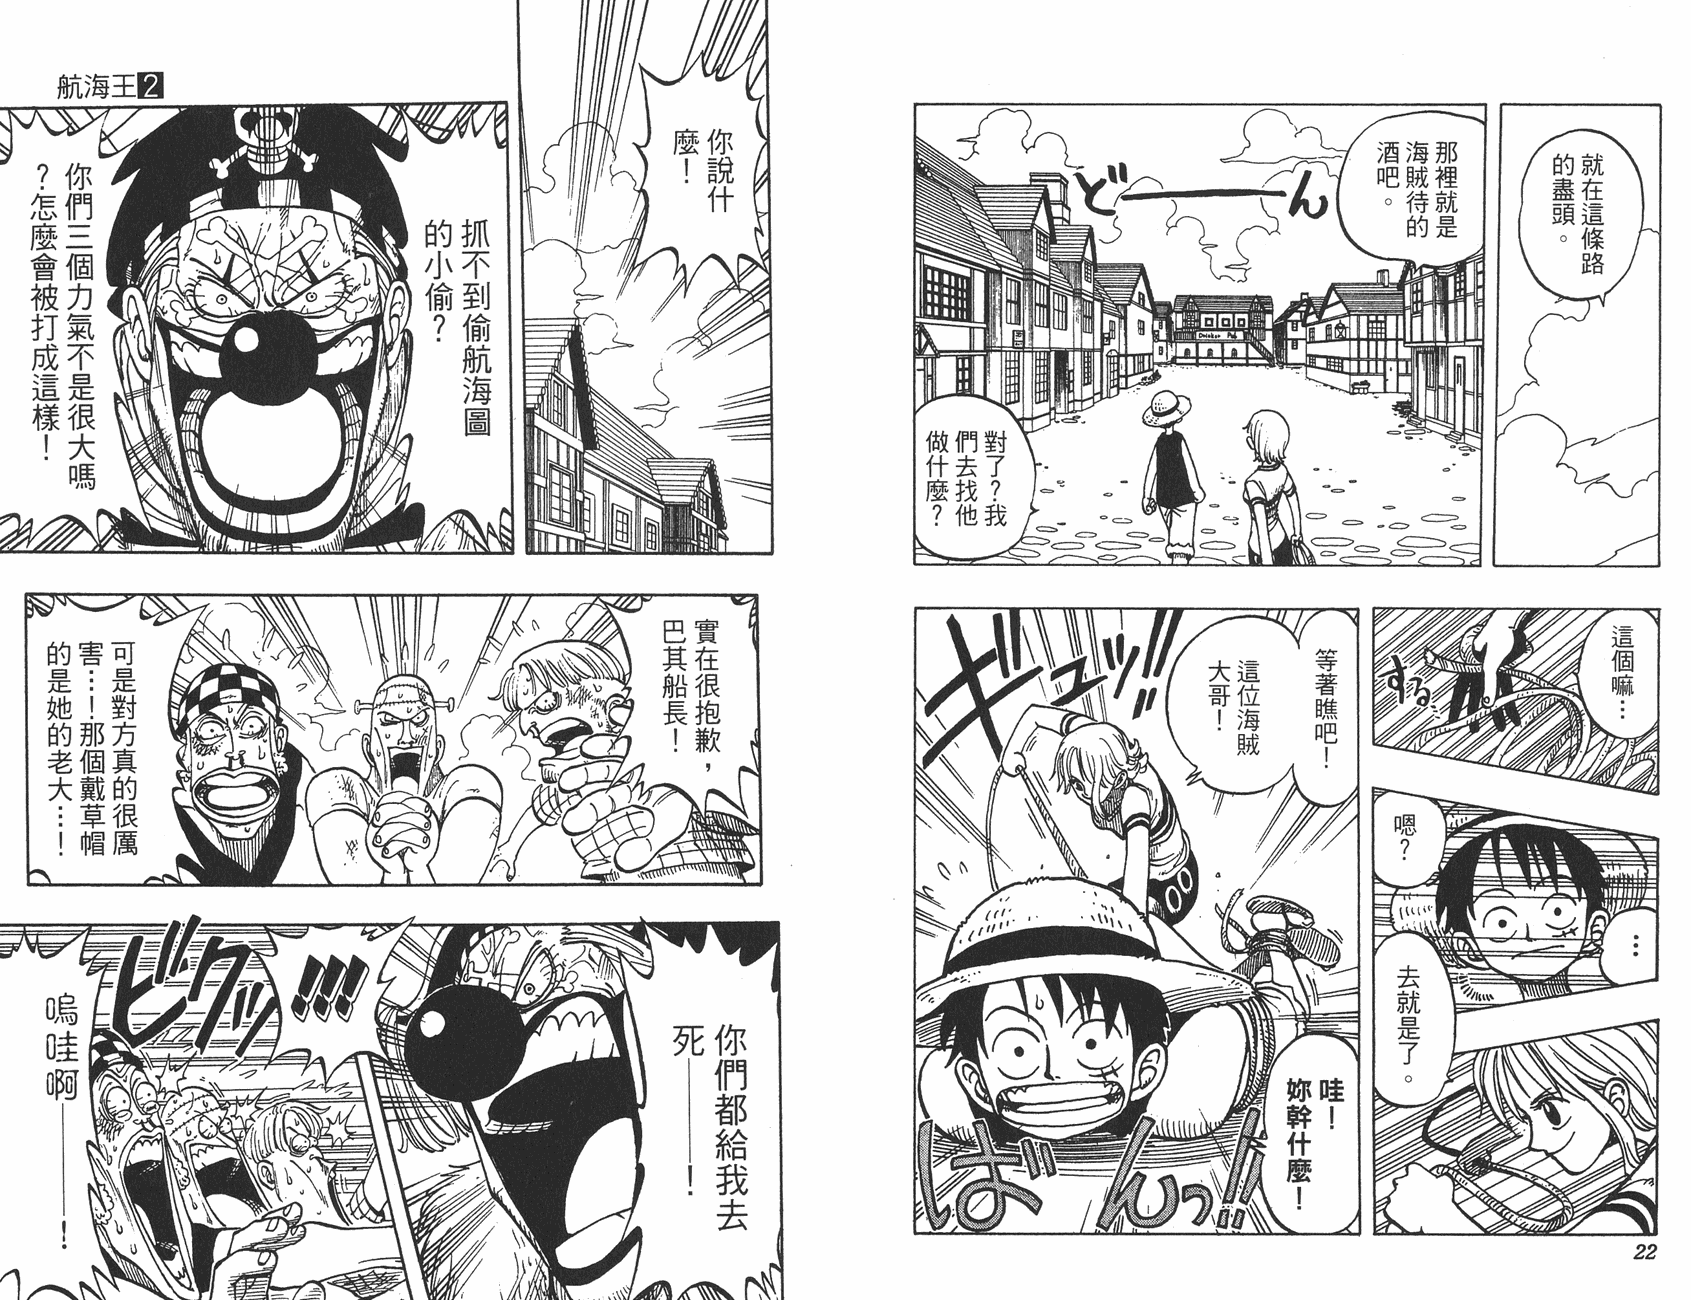 就在這條路
的盡頭。
那裡就是
海賊待的
酒吧。
どーーん
Drinker Pub
對了？我
們去找他
做什麼？
這個嘛…
する
嗯？
…
去就是了。
等著瞧吧！
這位海賊
大哥！
ギュッ!!
哇！
妳幹什麼！
ばんっ!!
22
航海王2
你說什
麼！
抓不到偷航海圖
的小偷？
你們三個力氣不是很大嗎
？怎麼會被打成這樣！
實在很抱歉，
巴其船長！
可是對方真的很厲
害…！那個戴草帽
的是她的老大…！
你們都給我去
死——！
!!!
ビクッ
嗚哇啊——！